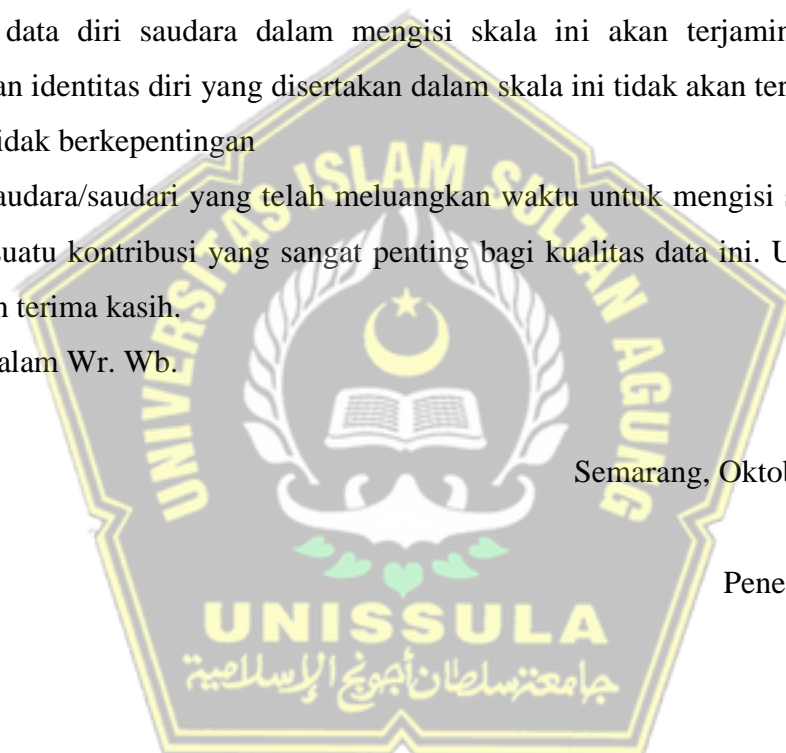 data diri saudara dalam mengisi skala ini akan terjamin
an identitas diri yang disertakan dalam skala ini tidak akan ter
idak berkepentingan
audara/saudari yang telah meluangkan waktu untuk mengisi s
suatu kontribusi yang sangat penting bagi kualitas data ini. U
n terima kasih.
alam Wr. Wb.
Semarang, Oktob
Pene
UNIVERSITAS ISLAM SULTAN AGUNG
UNISSULA
جامعة سلطان أجونج الإسلامية